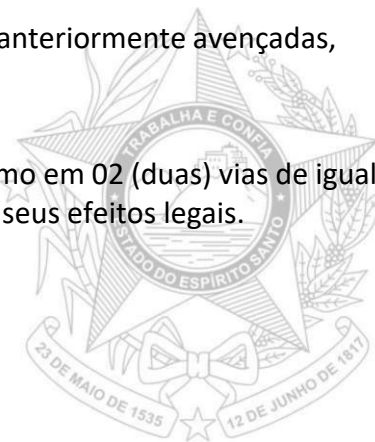 anteriormente avençadas,
TRABALHA E CONFIA
mo em 02 (duas) vias de igual
seus efeitos legais.
ESTADO DO ESPÍRITO SANTO
23 DE MAIO DE 1535
12 DE JUNHO DE 1817